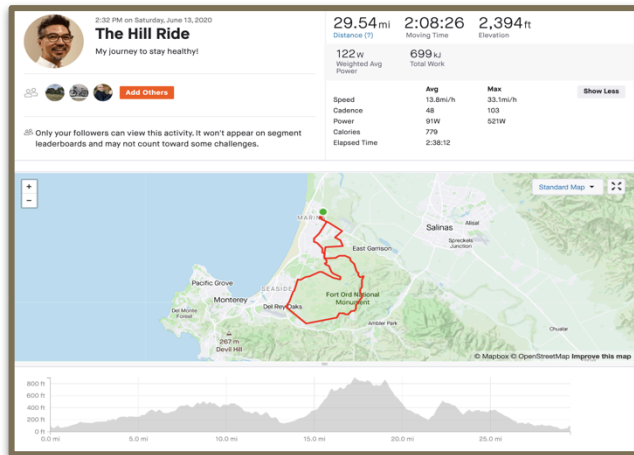 2:32 PM on Saturday, June 13, 2020
The Hill Ride
My journey to stay healthy!
Add Others
Only your followers can view this activity. It won't appear on segment
leaderboards and may not count toward some challenges.
29.54mi 2:08:26 2,394ft
Distance (?) Moving Time Elevation
122W 699kJ
Weighted Avg Total Work
Power
Avg Max Show Less
Speed 13.8mi/h 33.1mi/h
Cadence 48 103
Power 91W 521W
Calories 779
Elapsed Time 2:38:12
+
−
Standard Map
MARINA
Salinas
Alisal
Spreckels
Junction
East Garrison
Pacific Grove
SEASIDE
Fort Ord National
Monument
Monterey
Del Rey Oaks
Del Monte
Forest
Ambler Park
Chualar
267 m
Devil Hill
© Mapbox © OpenStreetMap Improve this map
800 ft
600 ft
400 ft
200 ft
0 ft
0.0 mi 5.0 mi 10.0 mi 15.0 mi 20.0 mi 25.0 mi